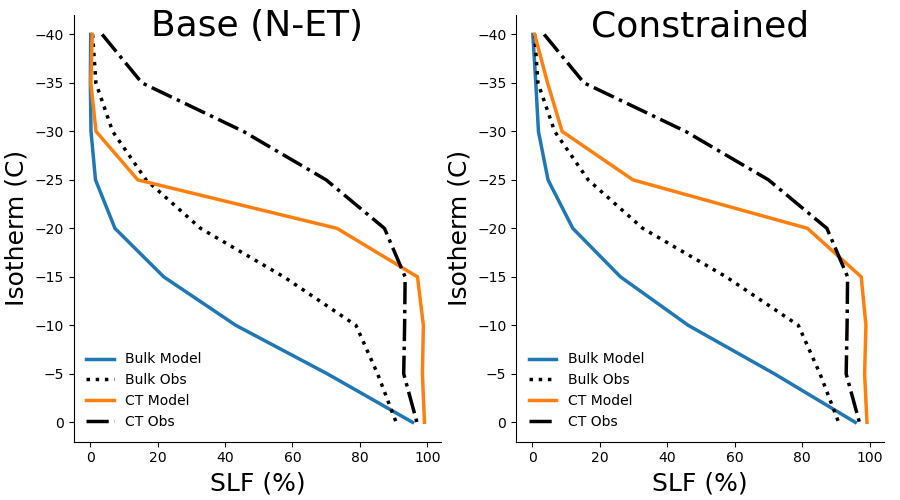 Base (N-ET)
−40
−35
−30
−25
−20
−15
−10
−5
0
Isotherm (C)
Bulk Model
Bulk Obs
CT Model
CT Obs
0 20 40 60 80 100
SLF (%)
Constrained
−40
−35
−30
−25
−20
−15
−10
−5
0
Isotherm (C)
Bulk Model
Bulk Obs
CT Model
CT Obs
0 20 40 60 80 100
SLF (%)